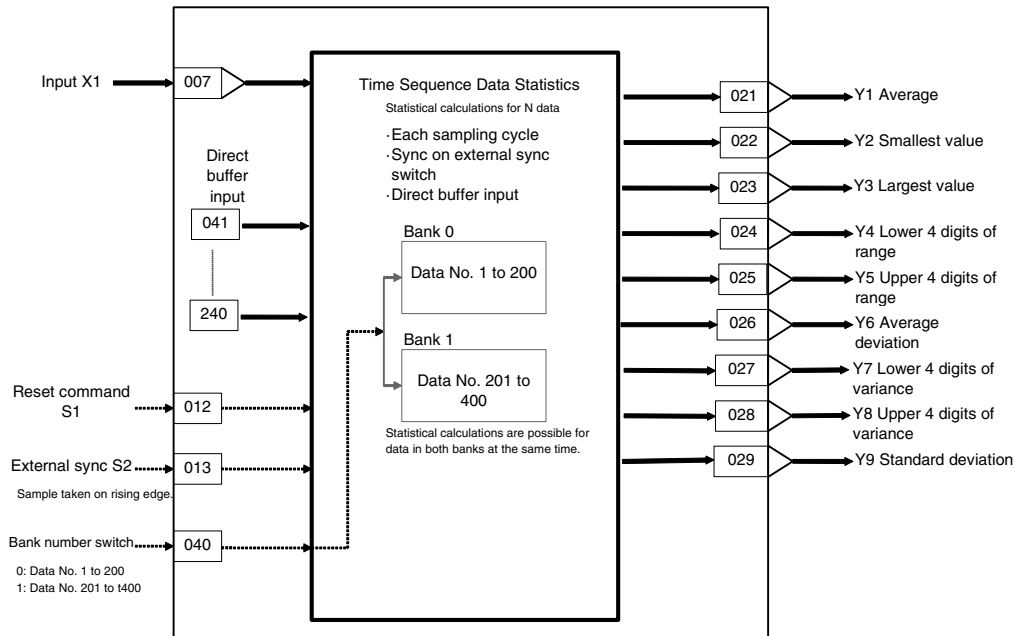 Input X1
007
Direct
buffer
input
041
240
Reset command
S1
012
External sync S2
013
Sample taken on rising edge.
Bank number switch
040
0: Data No. 1 to 200
1: Data No. 201 to t400
Time Sequence Data Statistics
Statistical calculations for N data
·Each sampling cycle
·Sync on external sync
switch
·Direct buffer input
Bank 0
Data No. 1 to 200
Bank 1
Data No. 201 to
400
Statistical calculations are possible for
data in both banks at the same time.
021
Y1 Average
022
Y2 Smallest value
023
Y3 Largest value
024
Y4 Lower 4 digits of
range
025
Y5 Upper 4 digits of
range
026
Y6 Average
deviation
027
Y7 Lower 4 digits of
variance
028
Y8 Upper 4 digits of
variance
029
Y9 Standard deviation